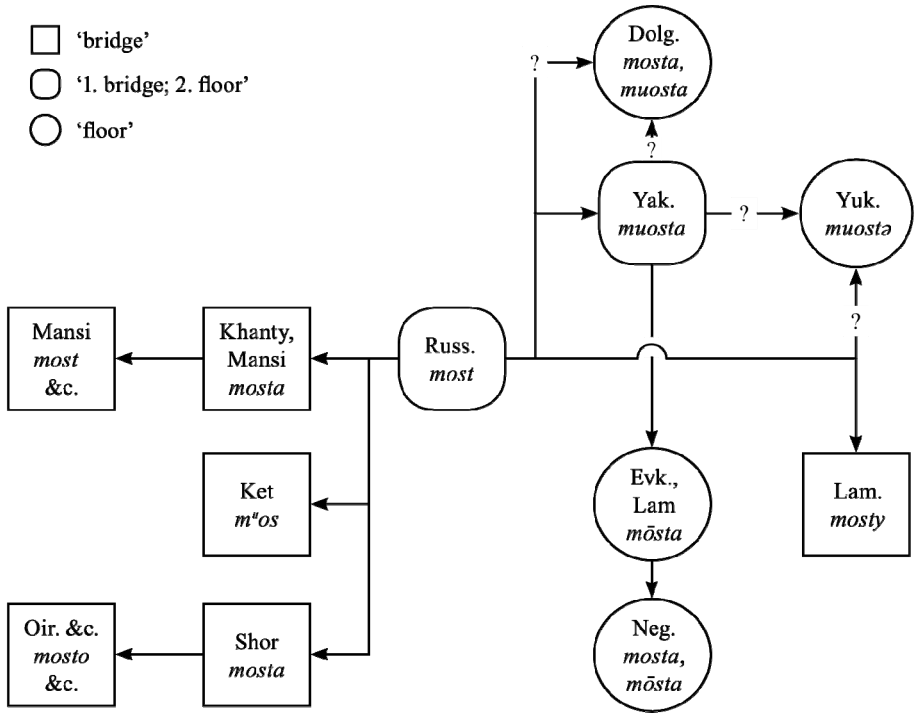 ‘bridge’
‘1. bridge; 2. floor’
‘floor’
Dolg.
mosta,
muosta
?
?
Yak.
muosta
?
Yuk.
muostə
?
Mansi
most
&c.
Khanty,
Mansi
mosta
Russ.
most
Ket
mᵘos
Evk.,
Lam
mōsta
Lam.
mosty
Oir. &c.
mosto
&c.
Shor
mosta
Neg.
mosta,
mōsta